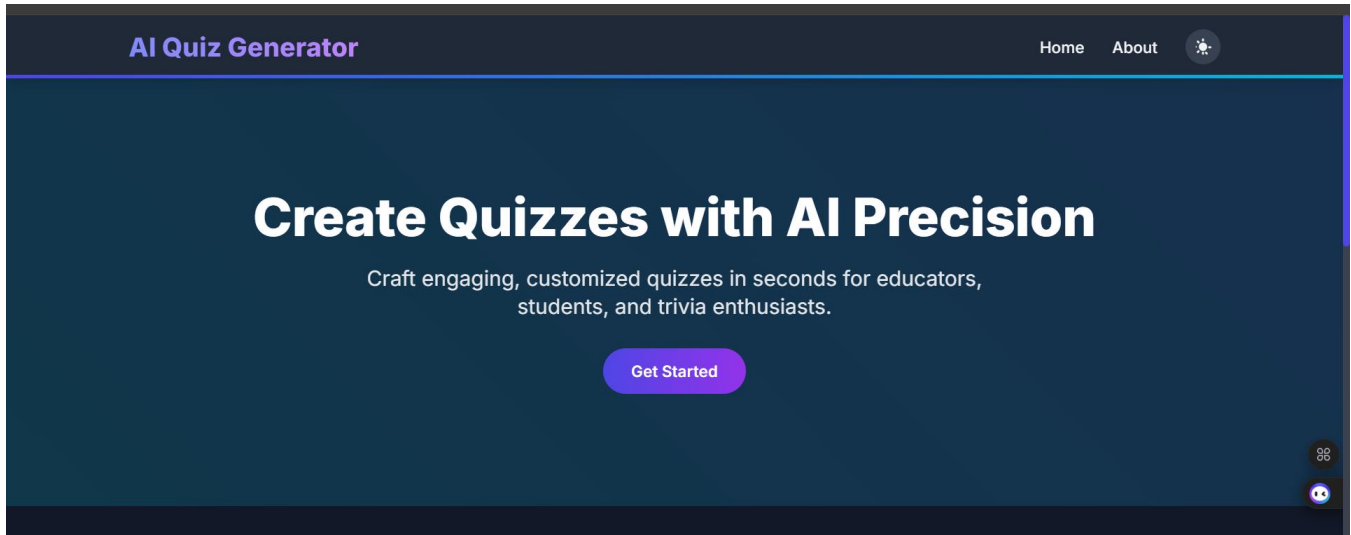 AI Quiz Generator
Home
About
Create Quizzes with AI Precision
Craft engaging, customized quizzes in seconds for educators,
students, and trivia enthusiasts.
Get Started